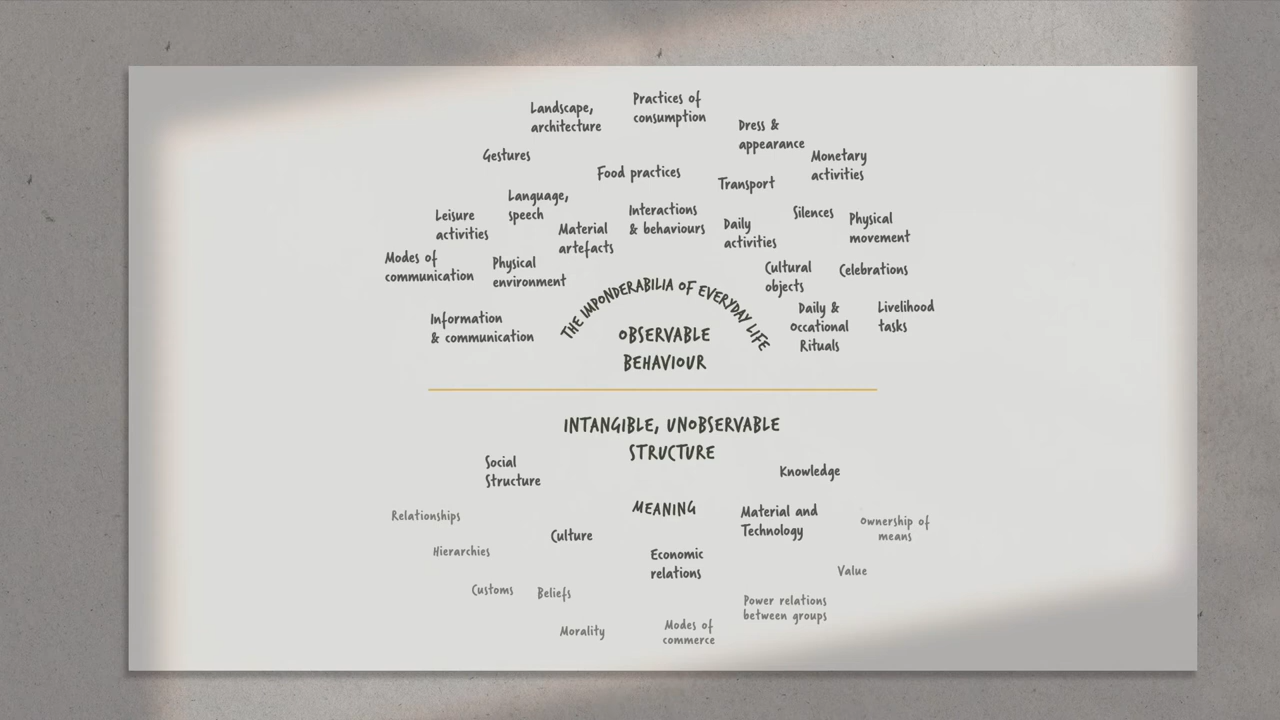 Landscape,
architecture
Practices of
consumption
Dress &
appearance
Gestures
Monetary
activities
Food practices
Transport
Language,
speech
Leisure
activities
Material
artefacts
Interactions
& behaviours
Daily
activities
Silences
Physical
movement
Modes of
communication
Physical
environment
Cultural
objects
Celebrations
Information
& communication
THE IMPONDERABILIA OF EVERYDAY LIFE
Daily &
Occational
Rituals
Livelihood
tasks
OBSERVABLE
BEHAVIOUR
INTANGIBLE, UNOBSERVABLE
STRUCTURE
Social
Structure
Knowledge
MEANING
Relationships
Culture
Material and
Technology
Ownership of
means
Hierarchies
Economic
relations
Value
Customs
Beliefs
Power relations
between groups
Morality
Modes of
commerce